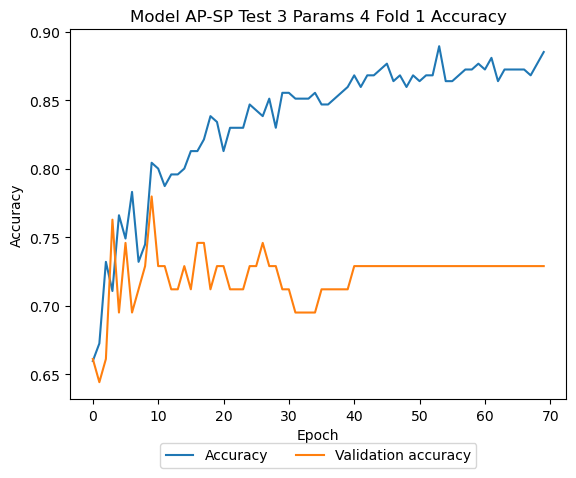 Model AP-SP Test 3 Params 4 Fold 1 Accuracy
0.90
0.85
0.80
0.75
0.70
0.65
Accuracy
0 10 20 30 40 50 60 70
Epoch
Accuracy Validation accuracy